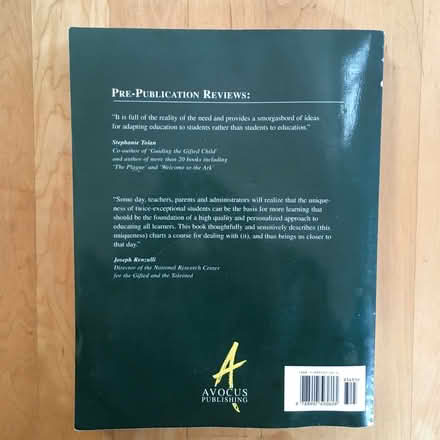 PRE-PUBLICATION REVIEWS:
"It is full of the reality of the need and provides a smorgasbord of ideas
for adapting education to students rather than students to education."
Stephanie Tolan
Co-author of 'Guiding the Gifted Child'
and author of more than 20 books including
'The Plague' and 'Welcome to the Ark'
"Some day, teachers, parents and administrators will realize that the unique-
ness of twice-exceptional students can be the basis for more learning that
should be the foundation of a high quality and personalized approach to
educating all learners. This book thoughtfully and sensitively describes (this
uniqueness) charts a course for dealing with (it), and thus brings us closer to
that day."
Joseph Renzulli
Director of the National Research Center
for the Gifted and the Talented
A
AVOCUS
PUBLISHING